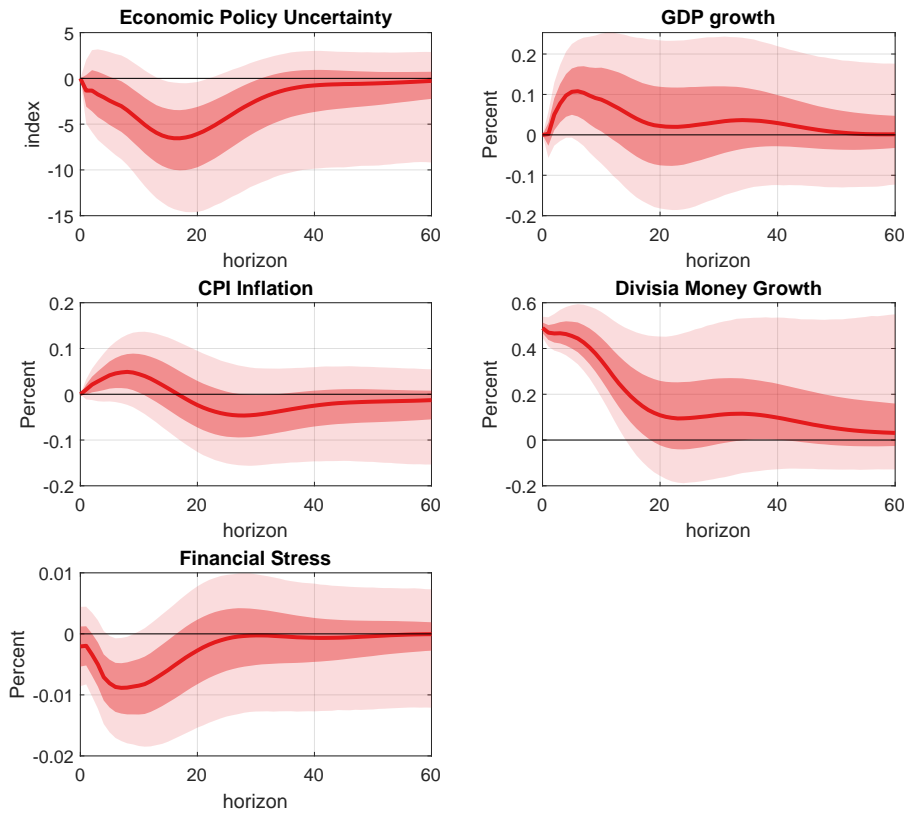 Economic Policy Uncertainty
5
0
-5
-10
-15
index
0 20 40 60
horizon
GDP growth
0.2
0.1
0
-0.1
-0.2
Percent
0 20 40 60
horizon
CPI Inflation
0.2
0.1
0
-0.1
-0.2
Percent
0 20 40 60
horizon
Divisia Money Growth
0.6
0.4
0.2
0
-0.2
Percent
0 20 40 60
horizon
Financial Stress
0.01
0
-0.01
-0.02
Percent
0 20 40 60
horizon